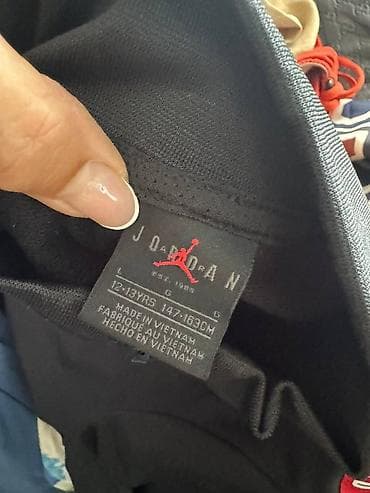 JORDAN
EST. 1985
L G G
12-13YRS 147-163CM
MADE IN VIETNAM
FABRIQUÉ AU VIETNAM
HECHO EN VIETNAM